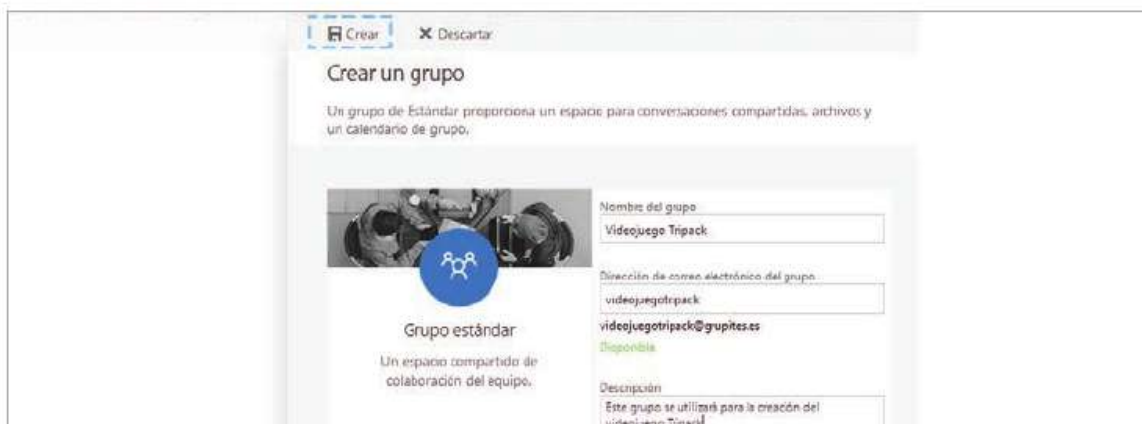 Crear Descartar
Crear un grupo
Un grupo de Estándar proporciona un espacio para conversaciones compartidas, archivos y
un calendario de grupo.
Nombre del grupo
Videojuego Tripack
Dirección de correo electrónico del grupo
videojuegotripack
videojuegotripack@grupites.es
Disponible
Grupo estándar
Un espacio compartido de
colaboración del equipo.
Descripción
Este grupo se utilizará para la creación del
videojuego Tripack